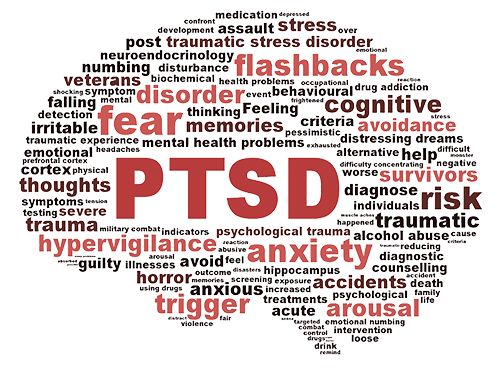 medication depressed
confront
development assault stress over
post traumatic stress disorder
neuroendocrinology emotional
numbing disturbance flashbacks
veterans biochemical health problems occupational reaction
shocking symptom disorder event behavioural drug addiction
falling mental frightened
detection fear thinking Feeling cognitive
irritable memories criteria stress
pessimistic avoidance
traumatic experience mental health problems exhausted distressing dreams
emotional headaches alternative help difficult
prefrontal cortex monster
cortex physical PTSD difficulty concentrating negative
thoughts worse survivors
symptoms tension diagnose
testing severe individuals risk
trauma muscle aches
happened traumatic
military combat indicators psychological trauma alcohol abuse cause
hypervigilance reaction anxiety traumatic reducing criteria
abusive
arousal diagnostic
absorbed guilty illnesses avoid feel hippocampus counselling
horror outcome disasters accidents accident
memories screening exposure death
using drugs anxious increased psychological family
trigger treatments life
acute arousal
distract fair targeted emotional numbing
violence combat intervention
control
drugs loose
drink
remind